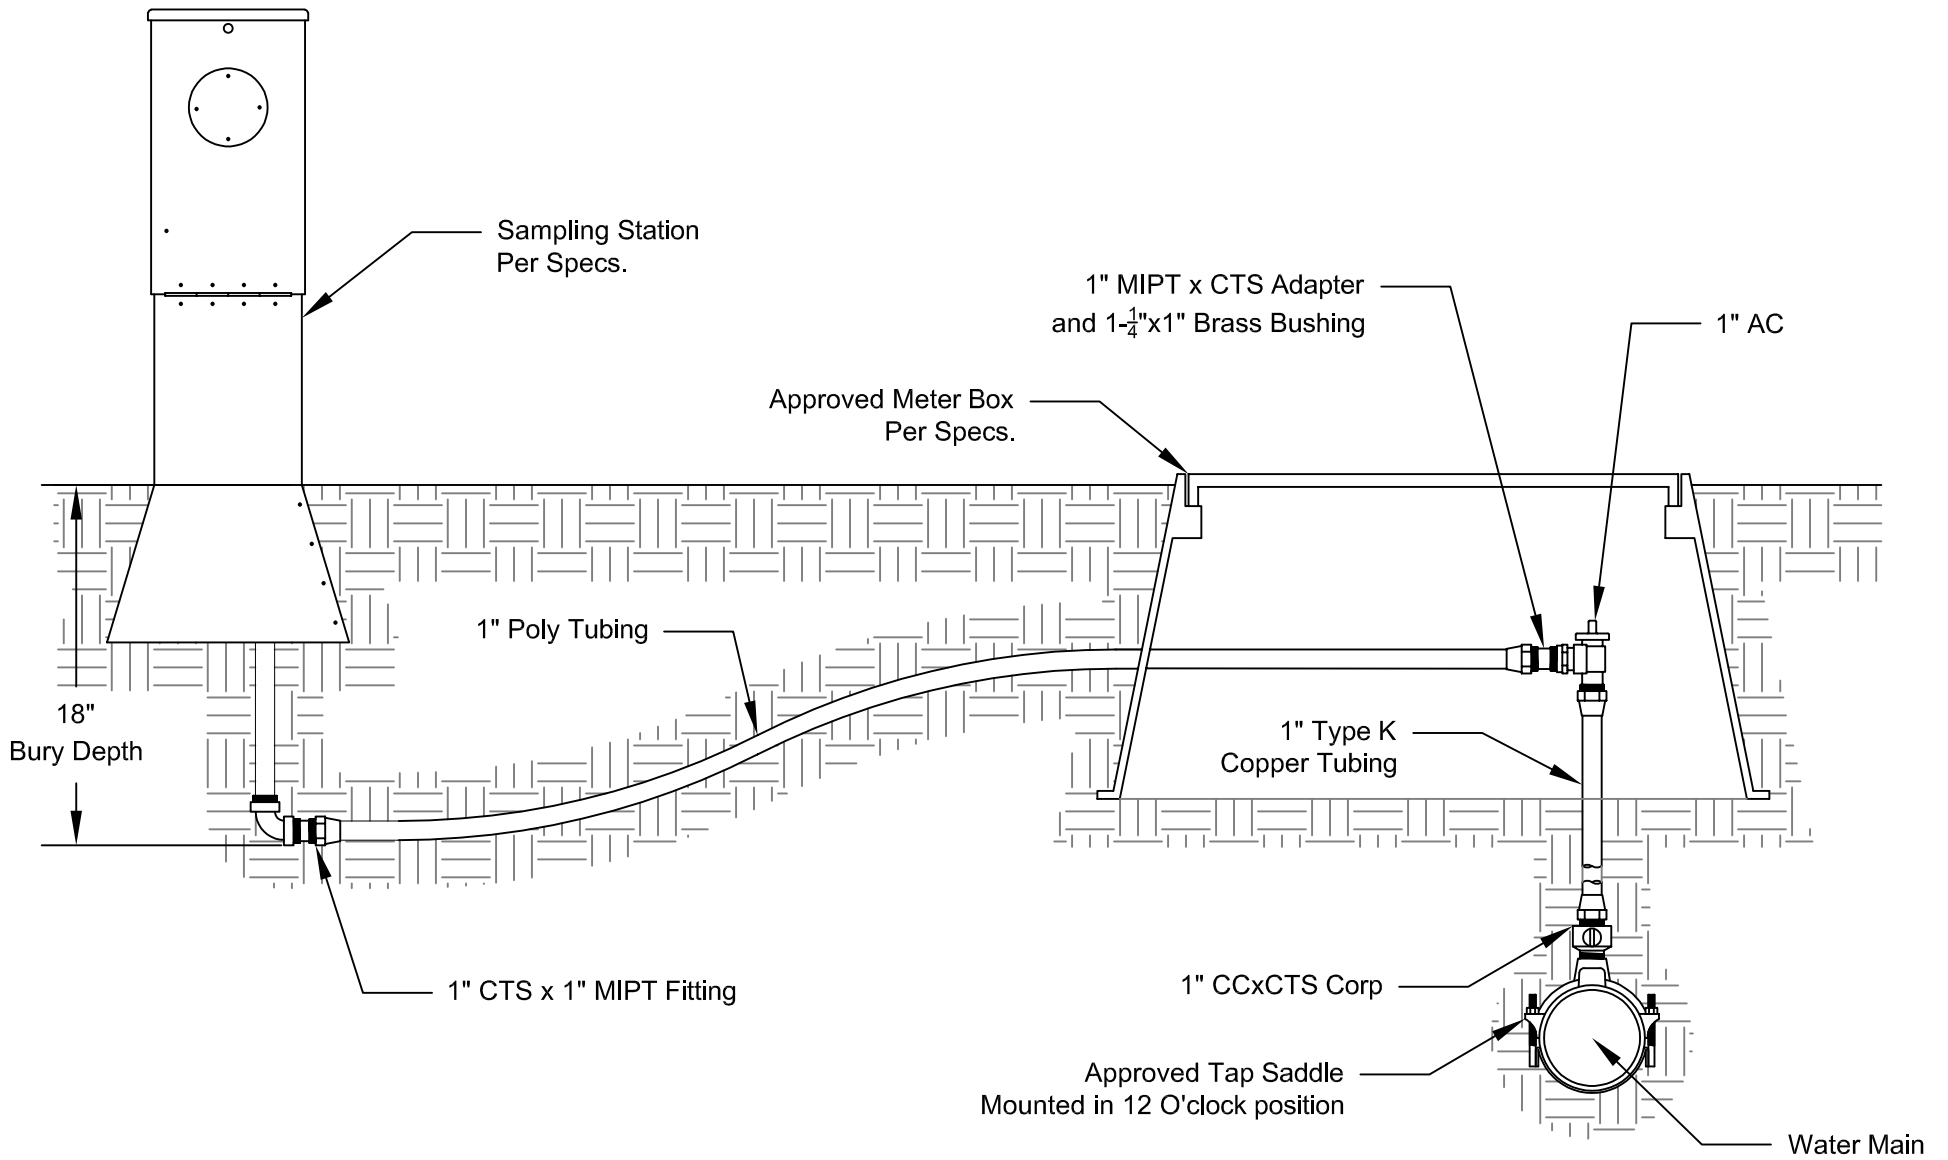 Sampling Station
Per Specs.
1" MIPT x CTS Adapter
and 1-1/4"x1" Brass Bushing
1" AC
Approved Meter Box
Per Specs.
1" Poly Tubing
18"
Bury Depth
1" Type K
Copper Tubing
1" CTS x 1" MIPT Fitting
1" CCxCTS Corp
Approved Tap Saddle
Mounted in 12 O'clock position
Water Main